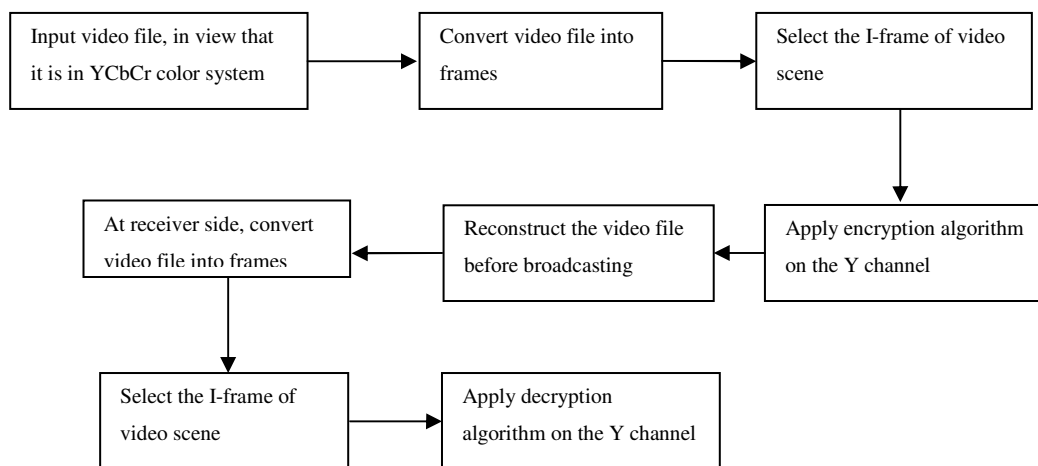 Input video file, in view that
it is in YCbCr color system
Convert video file into
frames
Select the I-frame of video
scene
Apply encryption algorithm
on the Y channel
Reconstruct the video file
before broadcasting
At receiver side, convert
video file into frames
Select the I-frame of
video scene
Apply decryption
algorithm on the Y channel